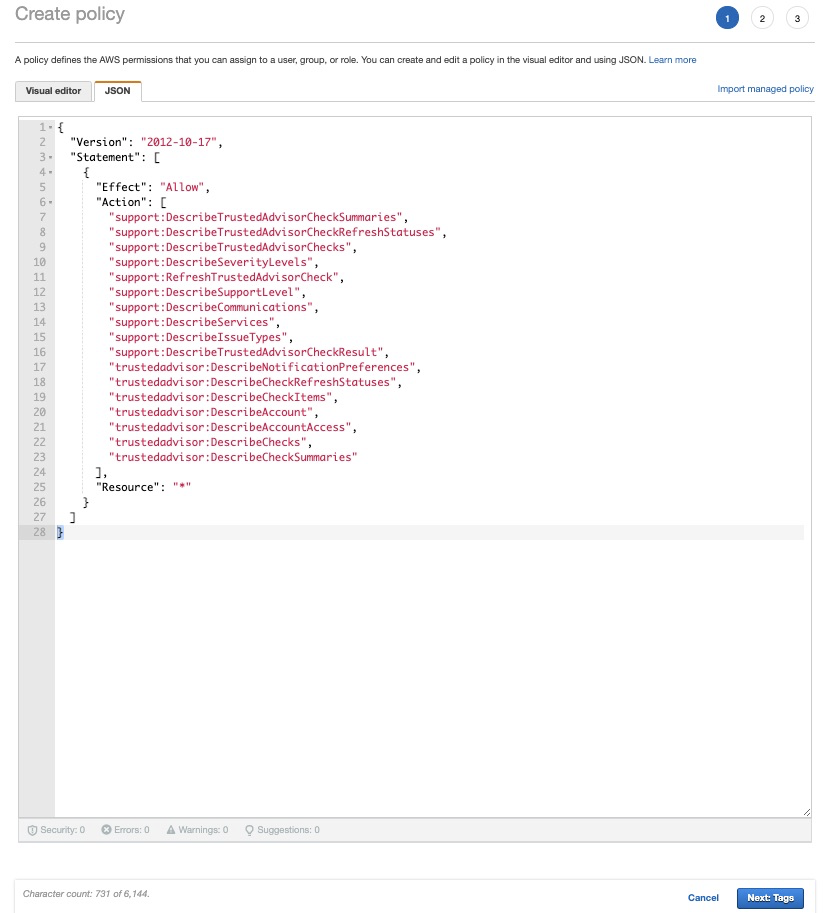 Create policy
1 2 3
A policy defines the AWS permissions that you can assign to a user, group, or role. You can create and edit a policy in the visual editor and using JSON. Learn more
Visual editor JSON Import managed policy
1 {
2 "Version": "2012-10-17",
3 "Statement": [
4 {
5 "Effect": "Allow",
6 "Action": [
7 "support:DescribeTrustedAdvisorCheckSummaries",
8 "support:DescribeTrustedAdvisorCheckRefreshStatuses",
9 "support:DescribeTrustedAdvisorChecks",
10 "support:DescribeSeverityLevels",
11 "support:RefreshTrustedAdvisorCheck",
12 "support:DescribeSupportLevel",
13 "support:DescribeCommunications",
14 "support:DescribeServices",
15 "support:DescribeIssueTypes",
16 "support:DescribeTrustedAdvisorCheckResult",
17 "trustedadvisor:DescribeNotificationPreferences",
18 "trustedadvisor:DescribeCheckRefreshStatuses",
19 "trustedadvisor:DescribeCheckItems",
20 "trustedadvisor:DescribeAccount",
21 "trustedadvisor:DescribeAccountAccess",
22 "trustedadvisor:DescribeChecks",
23 "trustedadvisor:DescribeCheckSummaries"
24 ],
25 "Resource": "*"
26 }
27 ]
28 }
Security: 0 Errors: 0 Warnings: 0 Suggestions: 0
Character count: 731 of 6,144.
Cancel Next: Tags